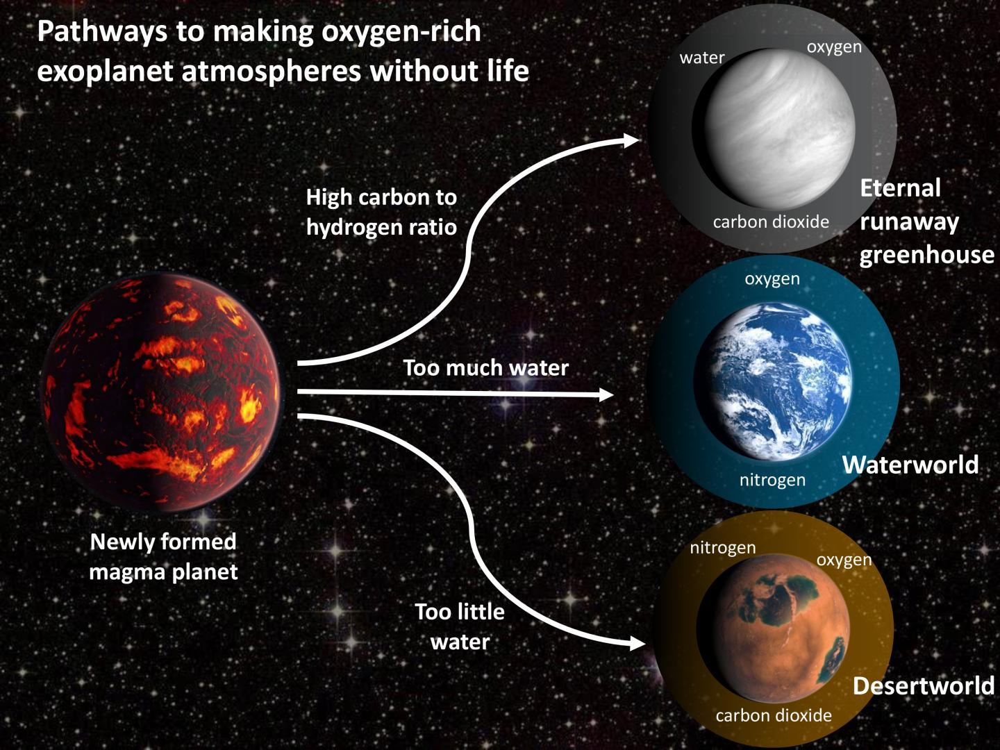 Pathways to making oxygen-rich
exoplanet atmospheres without life
water
oxygen
carbon dioxide
Eternal
runaway
greenhouse
High carbon to
hydrogen ratio
oxygen
nitrogen
Waterworld
Too much water
Newly formed
magma planet
nitrogen
oxygen
carbon dioxide
Desertworld
Too little
water